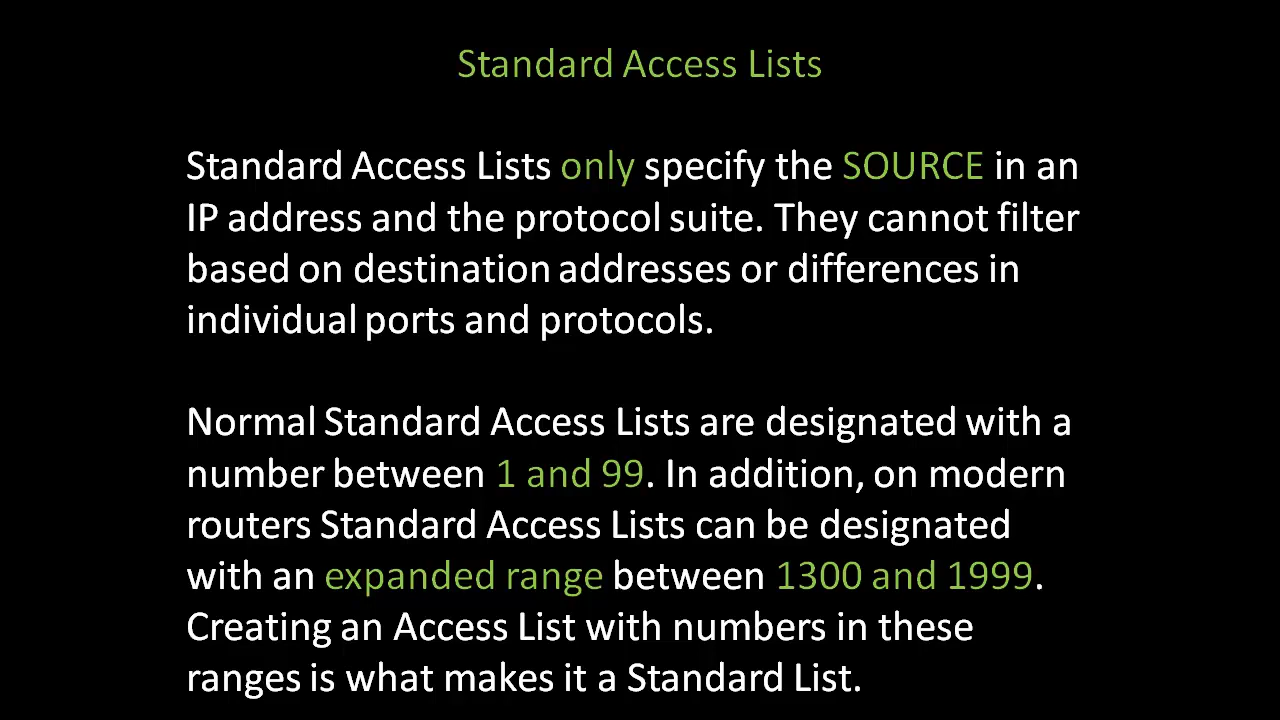 Standard Access Lists
Standard Access Lists only specify the SOURCE in an
IP address and the protocol suite. They cannot filter
based on destination addresses or differences in
individual ports and protocols.
Normal Standard Access Lists are designated with a
number between 1 and 99. In addition, on modern
routers Standard Access Lists can be designated
with an expanded range between 1300 and 1999.
Creating an Access List with numbers in these
ranges is what makes it a Standard List.